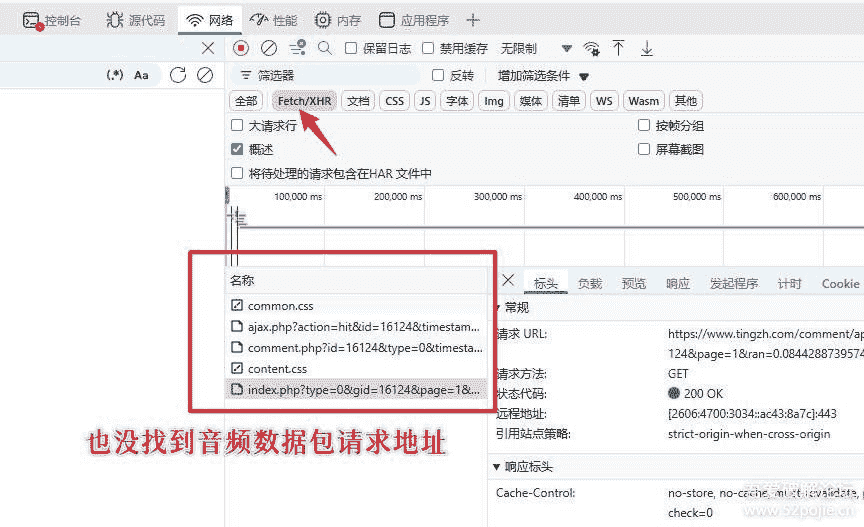 控制台 源代码 网络 性能 内存 应用程序
保留日志 禁用缓存 无限制
(.*) Aa 筛选器 反转 增加筛选条件
全部 Fetch/XHR 文档 CSS JS 字体 Img 媒体 清单 WS Wasm 其他
大请求行 按帧分组
概述 屏幕截图
将待处理的请求包含在HAR 文件中
100,000 ms 200,000 ms 300,000 ms 400,000 ms 500,000 ms 600,000 ms
名称 标头 负载 预览 响应 发起程序 计时 Cookie
common.css 常规
ajax.php?action=hit&id=16124&timestam... 请求 URL: https://www.tingzh.com/comment/ap
comment.php?id=16124&type=0&timesta... 124&page=1&ran=0.0844288739574
content.css 请求方法: GET
index.php?type=0&gid=16124&page=1&... 状态代码: 200 OK
远程地址: [2606:4700:3034::ac43:8a7c]:443
也没找到音频数据包请求地址 引用站点策略: strict-origin-when-cross-origin
响应标头
Cache-Control: no-store, no-cache, must-revalidate, p
check=0
吾爱破解论坛
www.52pojie.cn